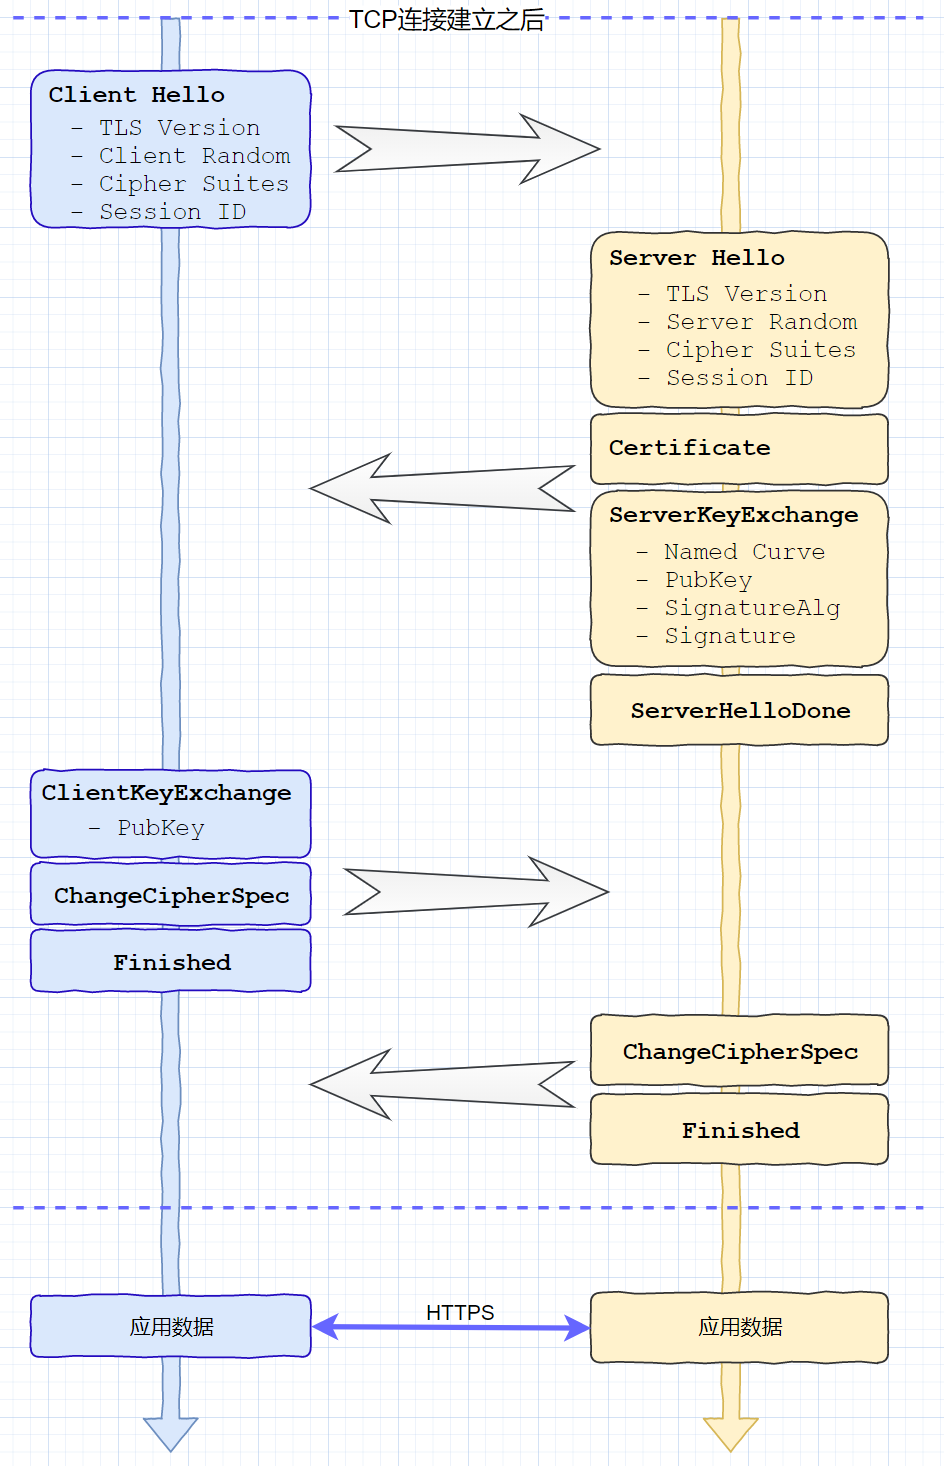 TCP连接建立之后
Client Hello
- TLS Version
- Client Random
- Cipher Suites
- Session ID
Server Hello
- TLS Version
- Server Random
- Cipher Suites
- Session ID
Certificate
ServerKeyExchange
- Named Curve
- PubKey
- SignatureAlg
- Signature
ServerHelloDone
ClientKeyExchange
- PubKey
ChangeCipherSpec
Finished
ChangeCipherSpec
Finished
应用数据
HTTPS
应用数据